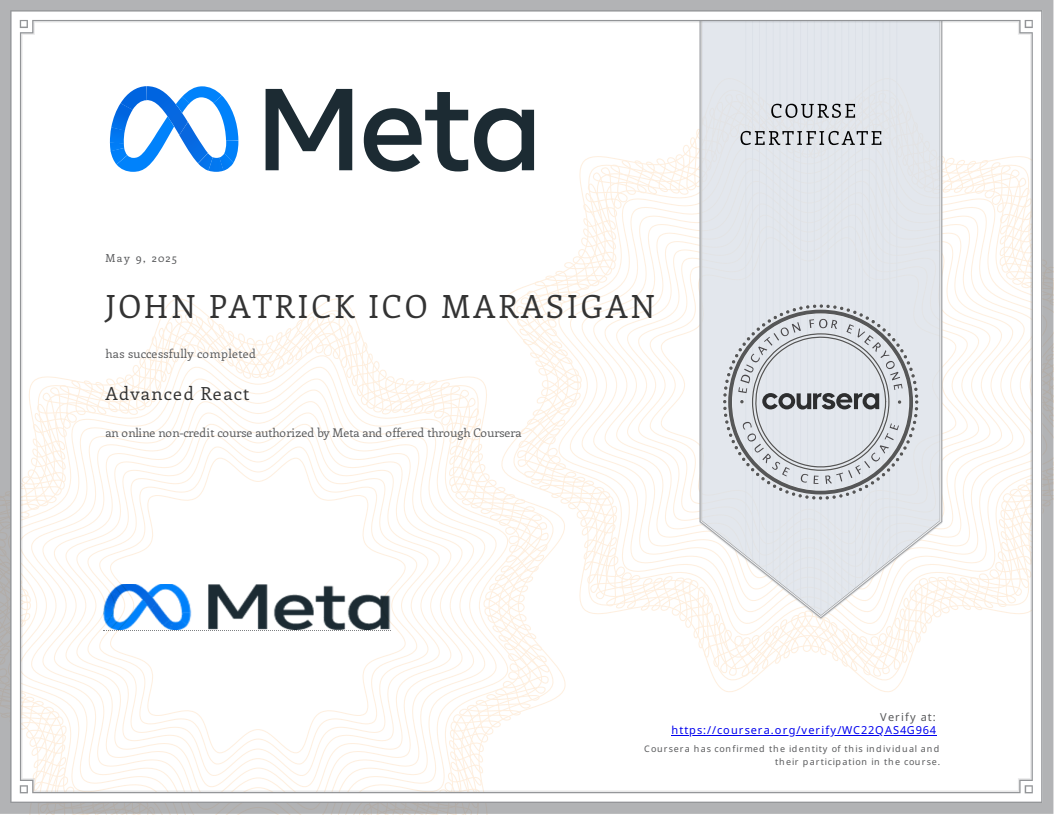 Meta
COURSE
CERTIFICATE
May 9, 2025
JOHN PATRICK ICO MARASIGAN
has successfully completed
Advanced React
an online non-credit course authorized by Meta and offered through Coursera
EDUCATION FOR EVERYONE
coursera
COURSE CERTIFICATE
Meta
Verify at:
https://coursera.org/verify/WC22QAS4G964
Coursera has confirmed the identity of this individual and
their participation in the course.